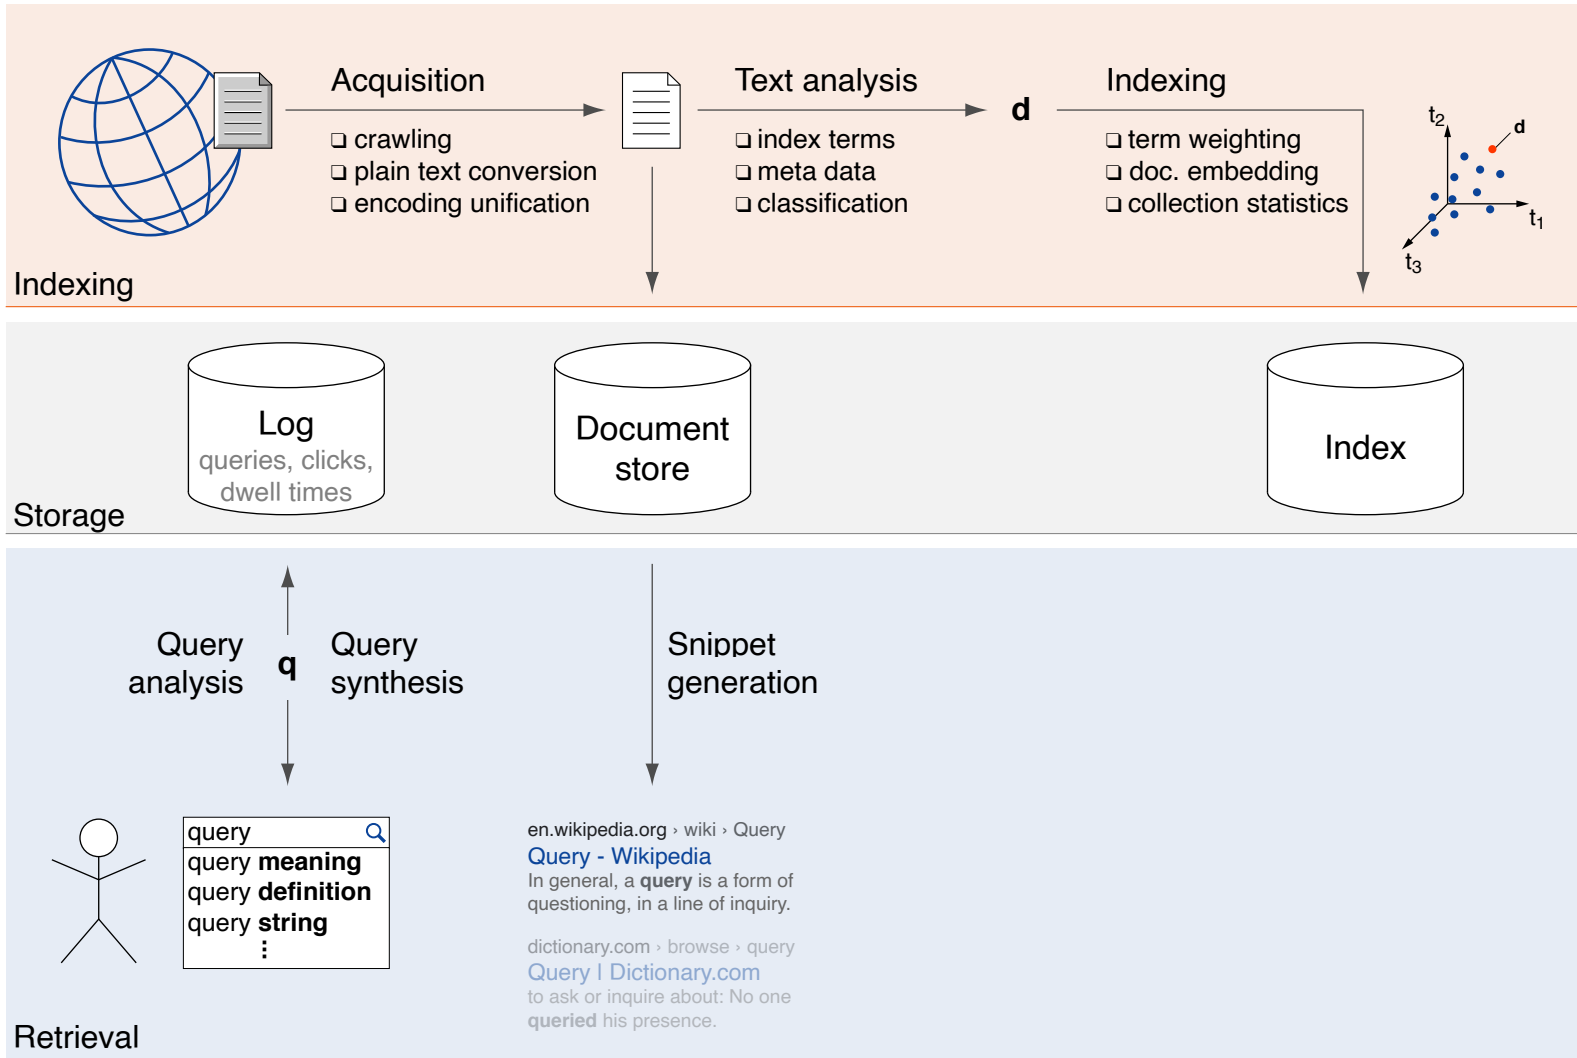 Acquisition
❏ crawling
❏ plain text conversion
❏ encoding unification
Text analysis
❏ index terms
❏ meta data
❏ classification
d
Indexing
❏ term weighting
❏ doc. embedding
❏ collection statistics
t2
d
t1
t3
Indexing
Log
queries, clicks,
dwell times
Document
store
Index
Storage
Query
analysis
q
Query
synthesis
Snippet
generation
query
query meaning
query definition
query string
⋮
en.wikipedia.org › wiki › Query
Query - Wikipedia
In general, a query is a form of
questioning, in a line of inquiry.
dictionary.com › browse › query
Query | Dictionary.com
to ask or inquire about: No one
queried his presence.
Retrieval